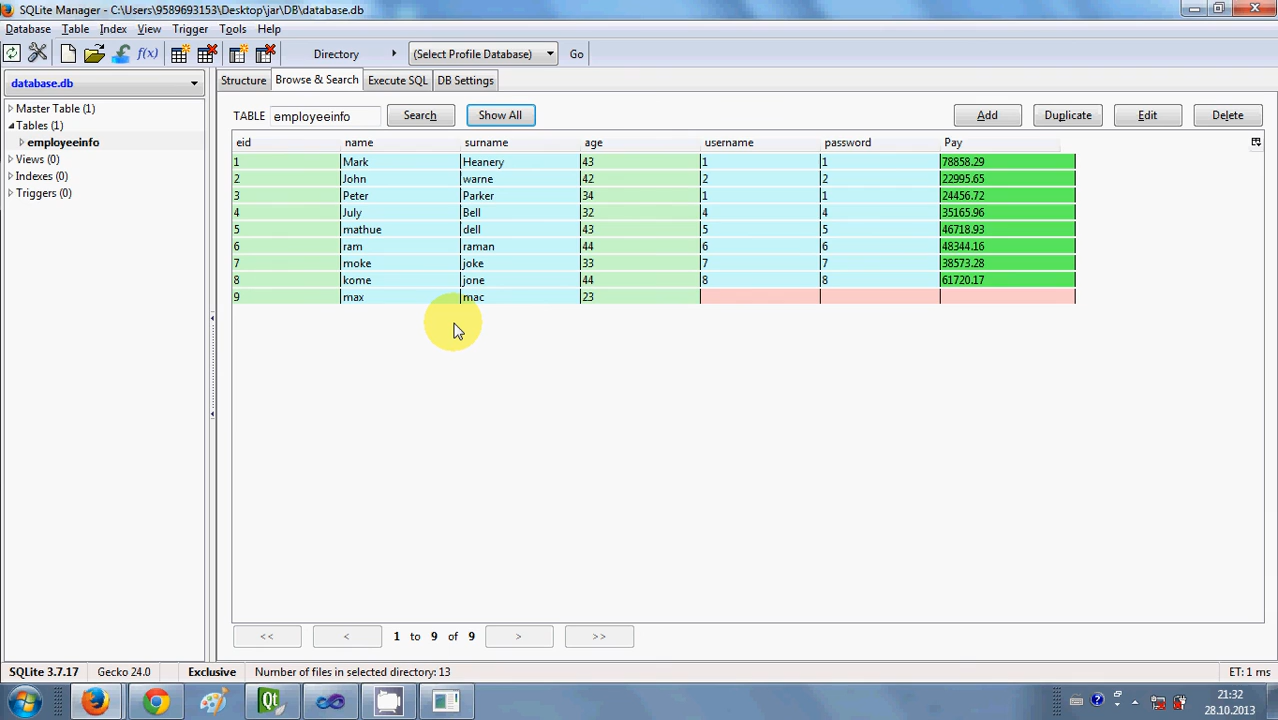 SQLite Manager - C:\Users\9589693153\Desktop\jar\DB\database.db
Database Table Index View Trigger Tools Help
f(x) Directory (Select Profile Database) Go
database.db
Master Table (1)
Tables (1)
employeeinfo
Views (0)
Indexes (0)
Triggers (0)
Structure Browse & Search Execute SQL DB Settings
TABLE employeeinfo Search Show All Add Duplicate Edit Delete
eid name surname age username password Pay
1 Mark Heanery 43 1 1 78858.29
2 John warne 42 2 2 22995.65
3 Peter Parker 34 1 1 24456.72
4 July Bell 32 4 4 35165.96
5 mathue dell 43 5 5 46718.93
6 ram raman 44 6 6 48344.16
7 moke joke 33 7 7 38573.28
8 kome jone 44 8 8 61720.17
9 max mac 23
<< < 1 to 9 of 9 > >>
SQLite 3.7.17 Gecko 24.0 Exclusive Number of files in selected directory: 13 ET: 1 ms
Qt
21:32
28.10.2013